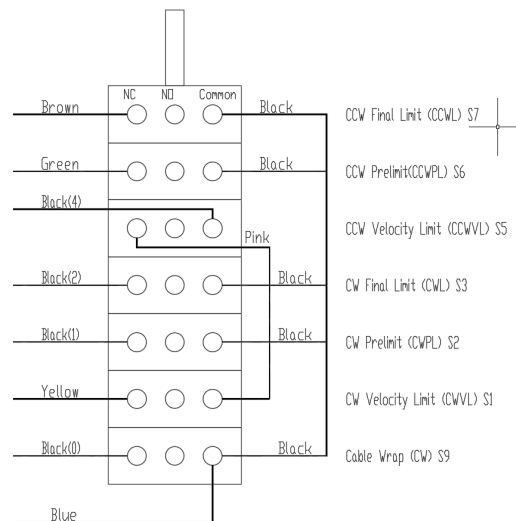 NC NO Common
Brown Black CCW Final Limit (CCWL) S7
Green Black CCW Prelimit(CCWPL) S6
Black(4)
Pink CCW Velocity Limit (CCWVL) S5
Black(2) Black CW Final Limit (CWL) S3
Black(1) Black CW Prelimit (CWPL) S2
Yellow CW Velocity Limit (CWVL) S1
Black(0) Black Cable Wrap (CW) S9
Blue